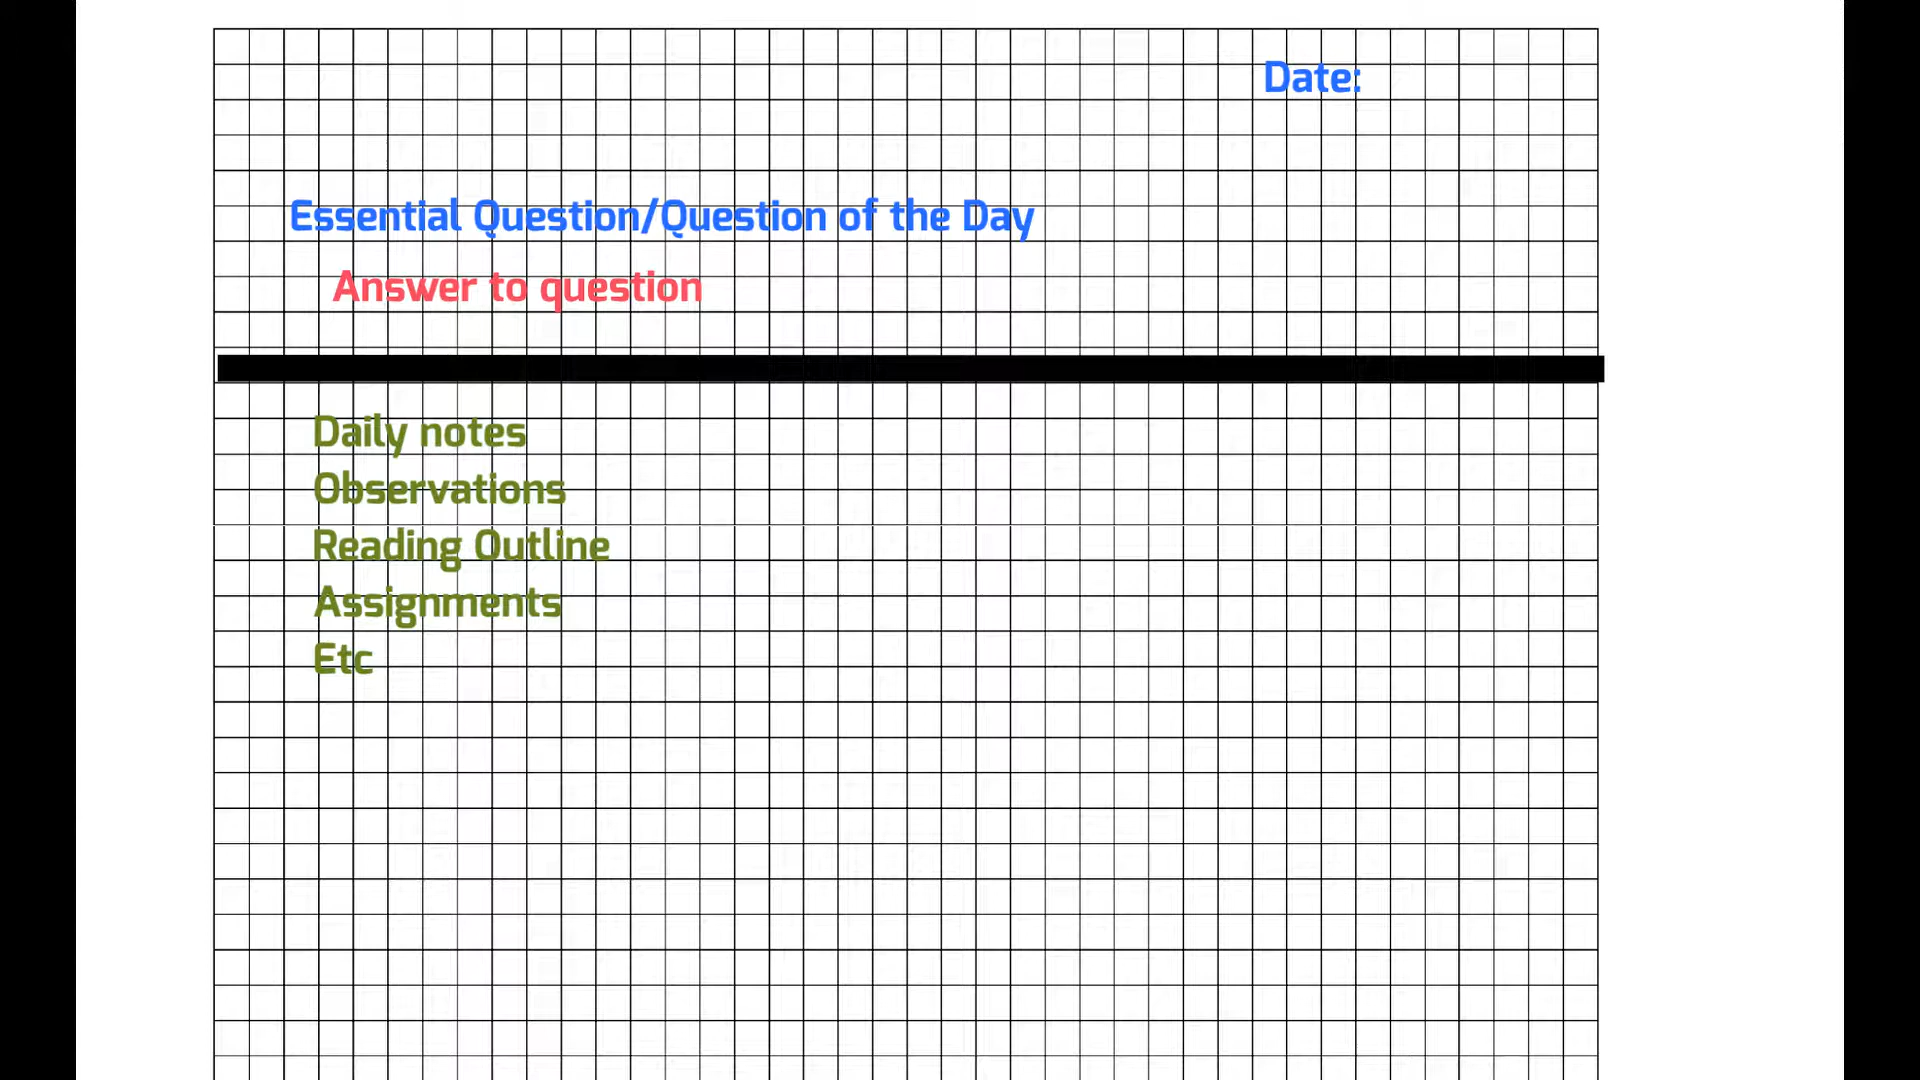 Date:
Essential Question/Question of the Day
Answer to question
Daily notes
Observations
Reading Outline
Assignments
Etc